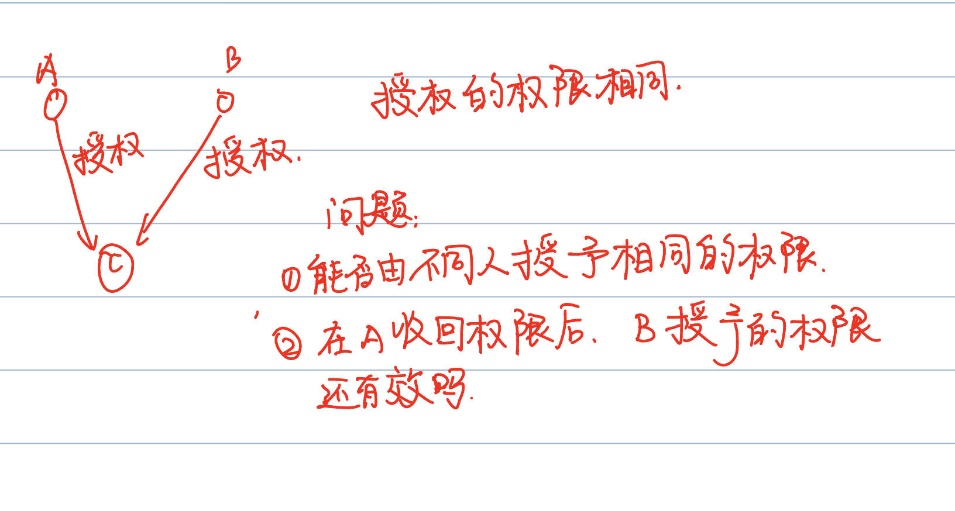 A
B
授权的权限相同.
授权
授权.
C
问题:
①能否由不同人授予相同的权限.
②在A收回权限后. B授予的权限
还有效吗.